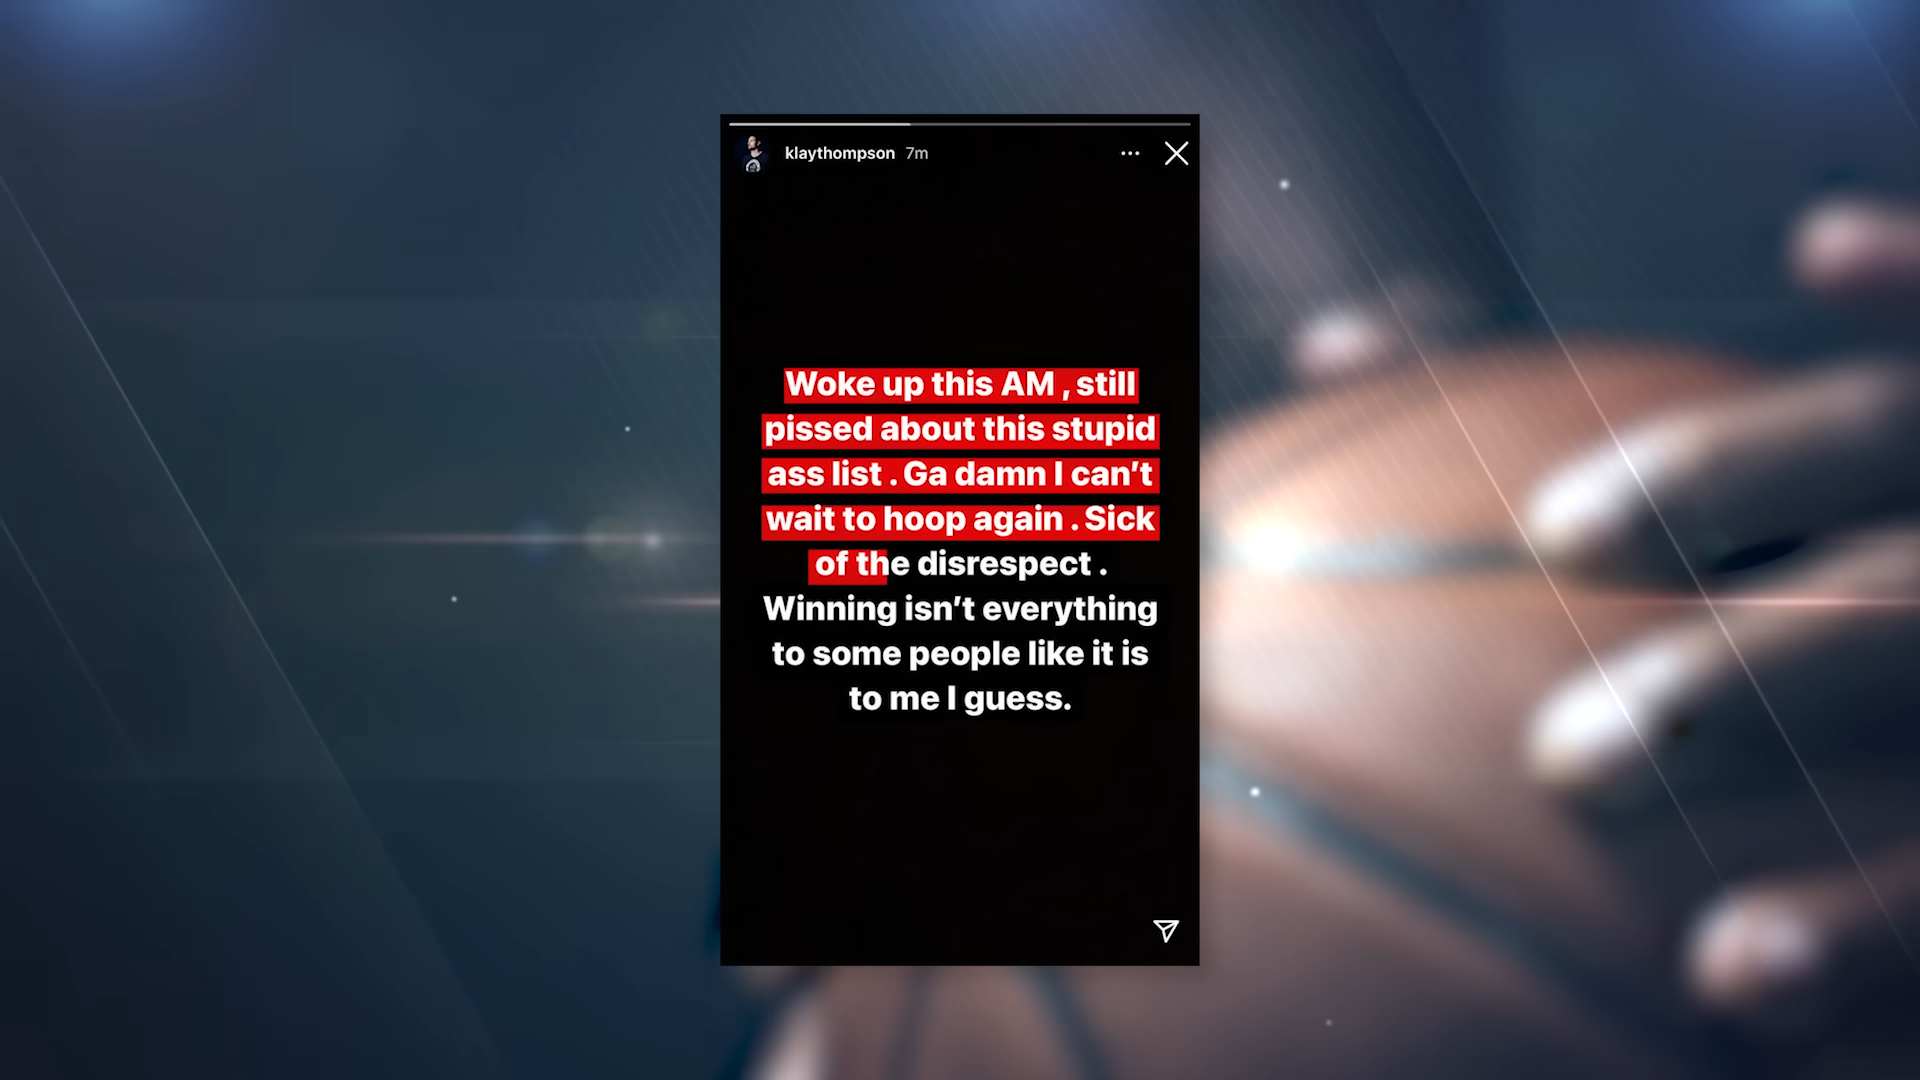 klaythompson 7m
Woke up this AM , still
pissed about this stupid
ass list . Ga damn I can’t
wait to hoop again . Sick
of the disrespect .
Winning isn’t everything
to some people like it is
to me I guess.